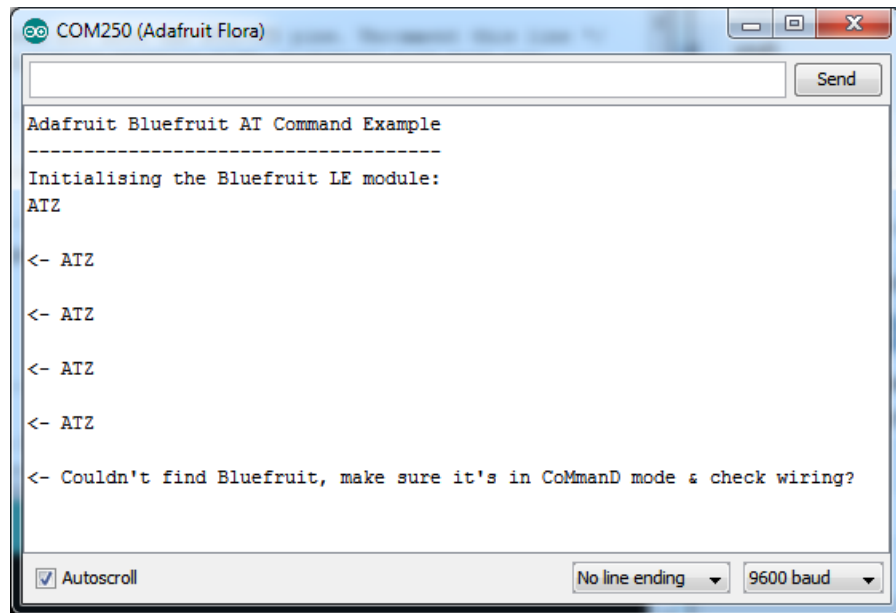 COM250 (Adafruit Flora)
Send
Adafruit Bluefruit AT Command Example
-------------------------------------
Initialising the Bluefruit LE module:
ATZ
<- ATZ
<- ATZ
<- ATZ
<- ATZ
<- Couldn't find Bluefruit, make sure it's in CoMmanD mode & check wiring?
Autoscroll
No line ending
9600 baud